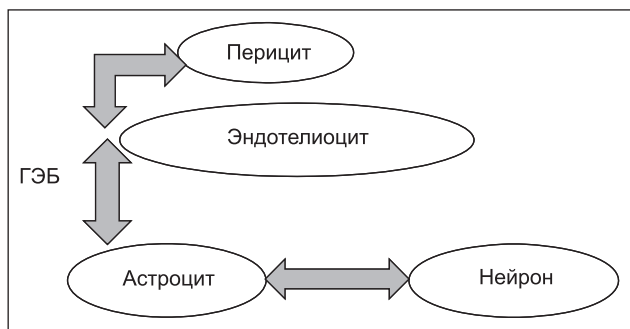 Перицит
Эндотелиоцит
ГЭБ
Астроцит
Нейрон